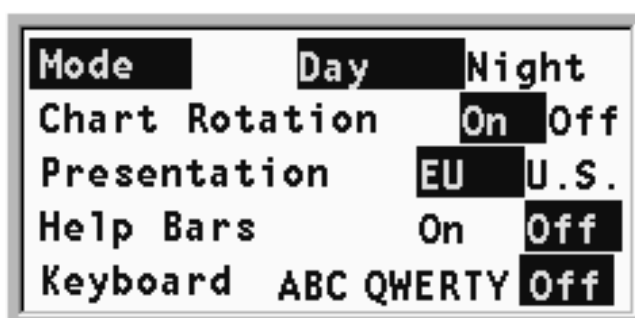 Mode Day Night
Chart Rotation On Off
Presentation EU U.S.
Help Bars On Off
Keyboard ABC QWERTY Off